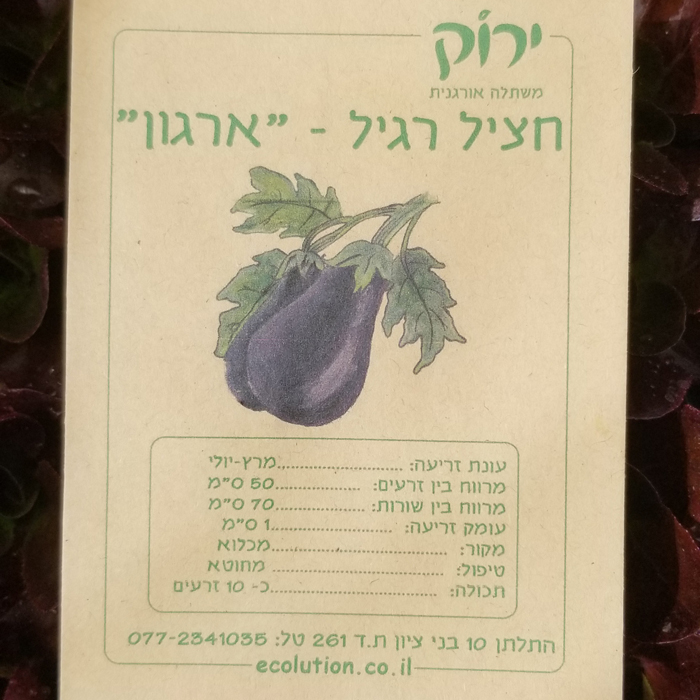 ירוק
משתלה אורגנית
חציל רגיל - "ארגון"
עונת זריעה:............................מרץ-יולי
מרווח בין זרעים: ...................50 ס"מ
מרווח בין שורות: ....................70 ס"מ
עומק זריעה: ...........................1 ס"מ
מקור: .......................................מכלוא
טיפול: ...................................... מחוטא
תכולה: .....................................כ- 10 זרעים
התלתן 10 בני ציון ת.ד 261 טל: 077-2341035
ecolution.co.il